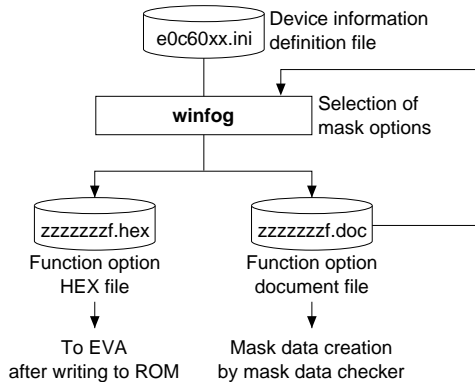 e0c60xx.ini
Device information
definition file
winfog
Selection of
mask options
zzzzzzzf.hex
zzzzzzzf.doc
Function option
HEX file
Function option
document file
To EVA
after writing to ROM
Mask data creation
by mask data checker